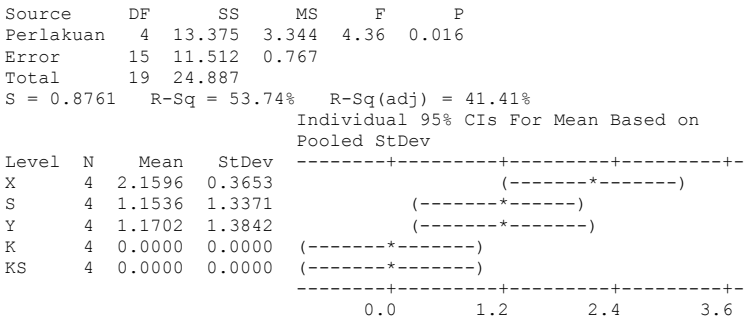 Source DF SS MS F P
Perlakuan 4 13.375 3.344 4.36 0.016
Error 15 11.512 0.767
Total 19 24.887
S = 0.8761 R-Sq = 53.74% R-Sq(adj) = 41.41%
Individual 95% CIs For Mean Based on
Pooled StDev
Level N Mean StDev --------+---------+---------+---------+-
X 4 2.1596 0.3653 (-------*-------)
S 4 1.1536 1.3371 (-------*------)
Y 4 1.1702 1.3842 (-------*-------)
K 4 0.0000 0.0000 (-------*-------)
KS 4 0.0000 0.0000 (-------*-------)
--------+---------+---------+---------+-
0.0 1.2 2.4 3.6